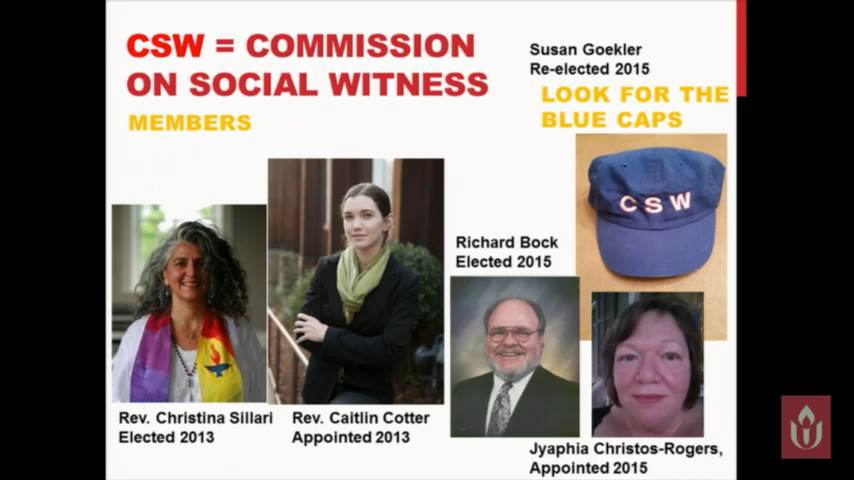 CSW = COMMISSION
ON SOCIAL WITNESS
MEMBERS
Susan Goekler
Re-elected 2015
LOOK FOR THE
BLUE CAPS
CSW
Richard Bock
Elected 2015
Rev. Christina Sillari
Elected 2013
Rev. Caitlin Cotter
Appointed 2013
Jyaphia Christos-Rogers,
Appointed 2015